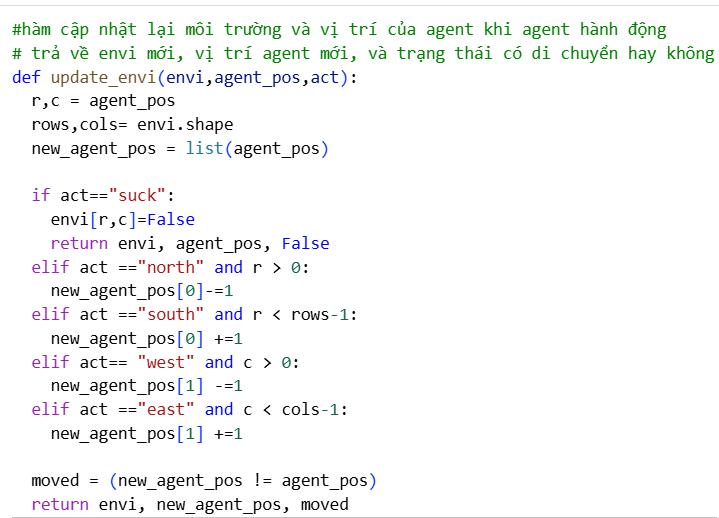 #hàm cập nhật lại môi trường và vị trí của agent khi agent hành động
# trả về envi mới, vị trí agent mới, và trạng thái có di chuyển hay không
def update_envi(envi,agent_pos,act):
  r,c = agent_pos
  rows,cols= envi.shape
  new_agent_pos = list(agent_pos)

  if act=="suck":
    envi[r,c]=False
    return envi, agent_pos, False
  elif act =="north" and r > 0:
    new_agent_pos[0]-=1
  elif act =="south" and r < rows-1:
    new_agent_pos[0] +=1
  elif act== "west" and c > 0:
    new_agent_pos[1] -=1
  elif act =="east" and c < cols-1:
    new_agent_pos[1] +=1

  moved = (new_agent_pos != agent_pos)
  return envi, new_agent_pos, moved